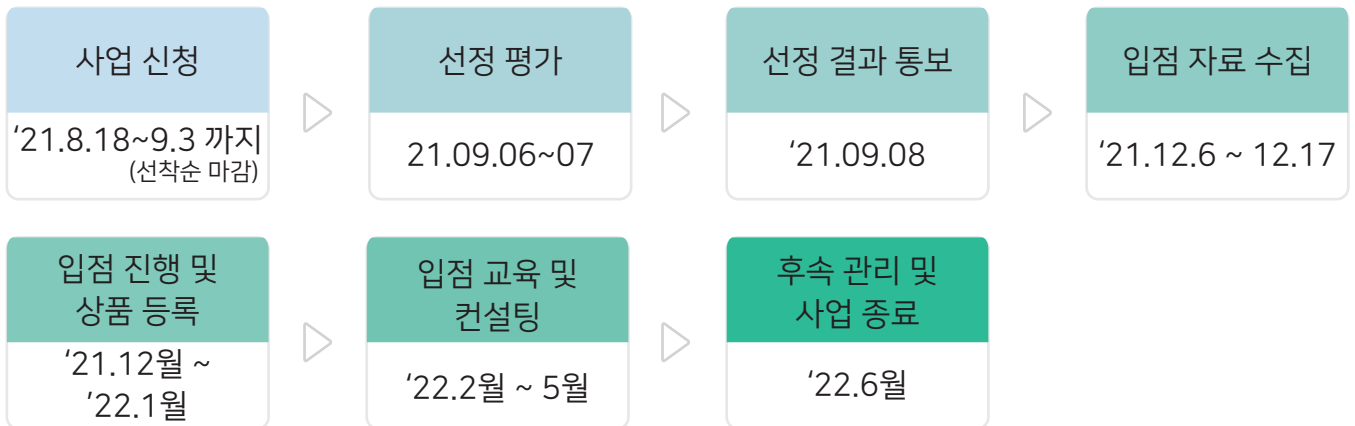 사업 신청
‘21.8.18~9.3 까지
(선착순 마감)
선정 평가
21.09.06~07
선정 결과 통보
‘21.09.08
입점 자료 수집
‘21.12.6 ~ 12.17
입점 진행 및
상품 등록
‘21.12월 ~
’22.1월
입점 교육 및
컨설팅
‘22.2월 ~ 5월
후속 관리 및
사업 종료
‘22.6월